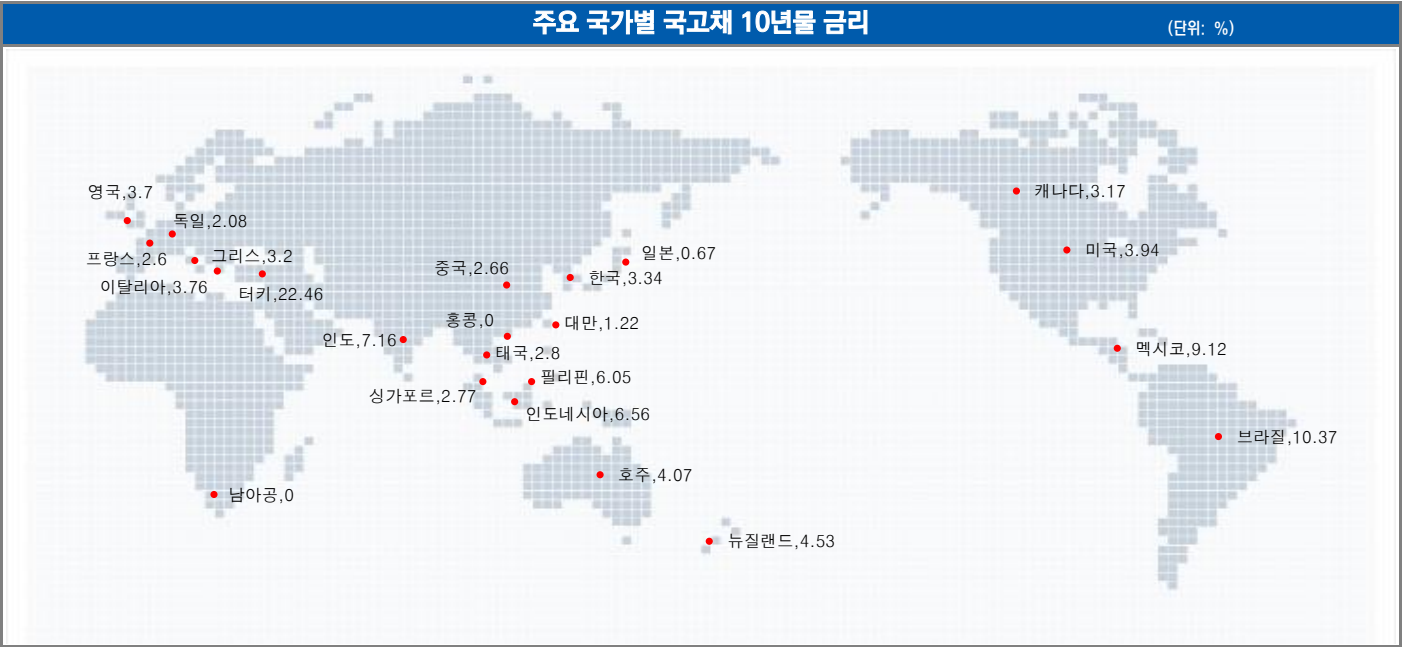 주요 국가별 국고채 10년물 금리
(단위: %)
영국,3.7
캐나다,3.17
독일,2.08
미국,3.94
프랑스,2.6
그리스,3.2
일본,0.67
중국,2.66
한국,3.34
이탈리아,3.76
터키,22.46
홍콩,0
대만,1.22
인도,7.16
태국,2.8
멕시코,9.12
필리핀,6.05
싱가포르,2.77
인도네시아,6.56
브라질,10.37
호주,4.07
남아공,0
뉴질랜드,4.53